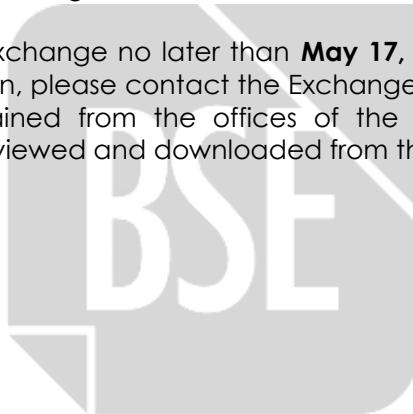 xchange no later than May 17,
n, please contact the Exchange
ained from the offices of the
viewed and downloaded from th
BSE